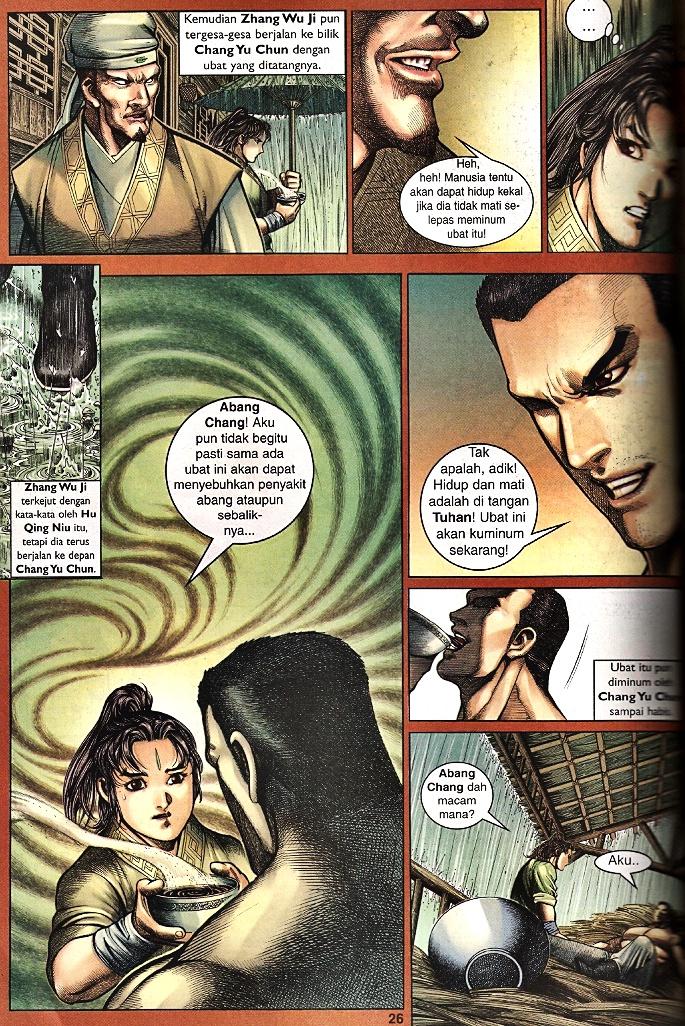 Kemudian Zhang Wu Ji pun
tergesa-gesa berjalan ke bilik
Chang Yu Chun dengan
ubat yang ditatangnya.
Heh,
heh! Manusia tentu
akan dapat hidup kekal
jika dia tidak mati se-
lepas meminum
ubat itu!
...
...
Zhang Wu Ji
terkejut dengan
kata-kata oleh Hu
Qing Niu itu,
tetapi dia terus
berjalan ke depan
Chang Yu Chun.
Abang
Chang! Aku
pun tidak begitu
pasti sama ada
ubat ini akan dapat
menyebuhkan penyakit
abang ataupun
sebalik-
nya...
Tak
apalah, adik!
Hidup dan mati
adalah di tangan
Tuhan! Ubat ini
akan kuminum
sekarang!
Ubat itu pun
diminum oleh
Chang Yu Chun
sampai habis.
Abang
Chang dah
macam
mana?
Aku..
26